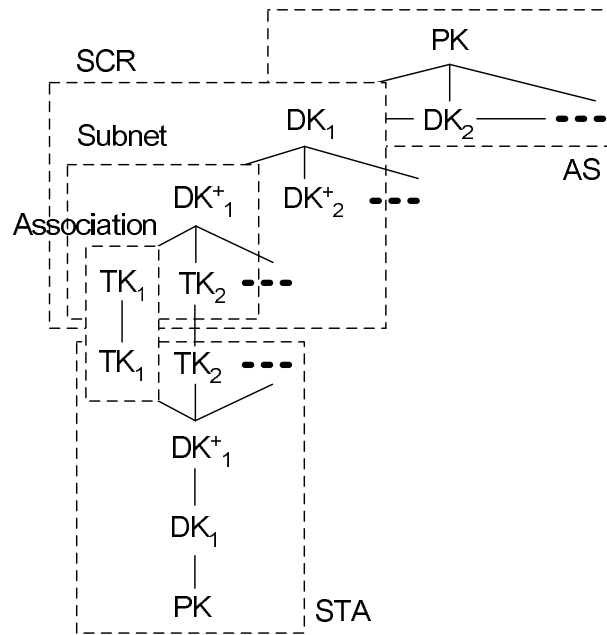 PK
SCR
DK₁
DK₂
Subnet
AS
DK⁺₁
DK⁺₂
Association
TK₁
TK₂
TK₁
TK₂
DK⁺₁
DK₁
PK
STA